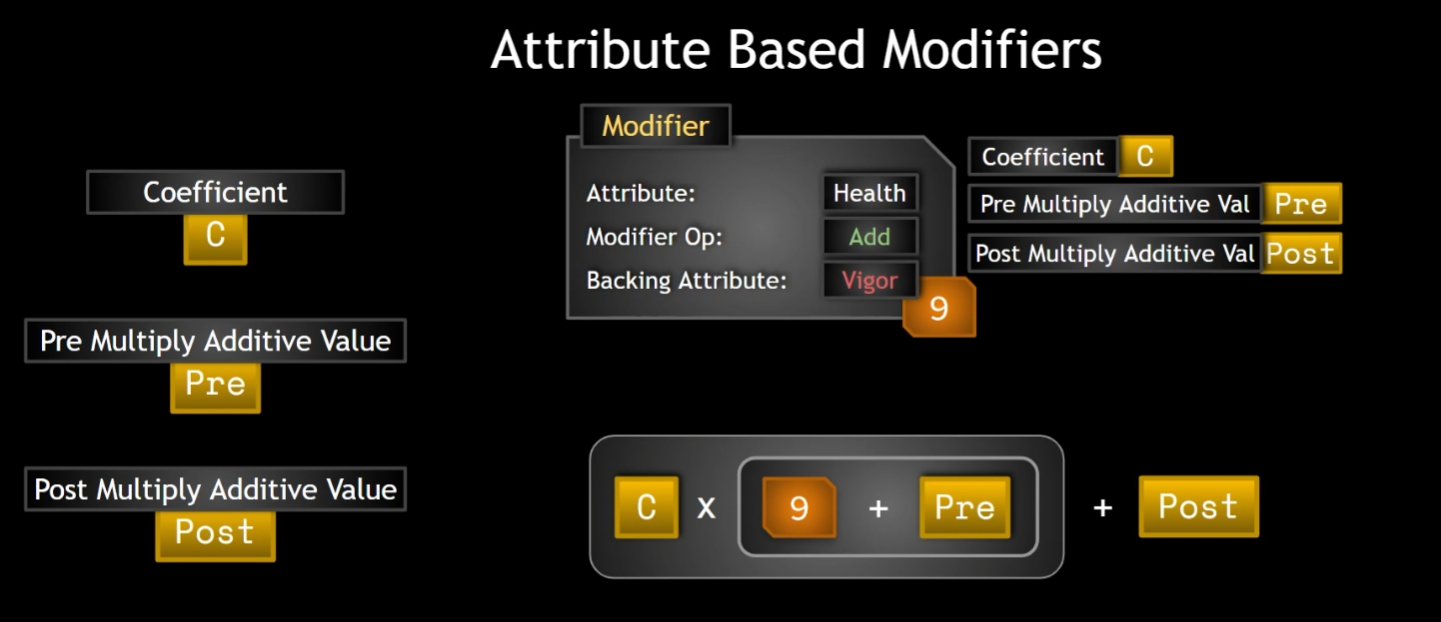 Attribute Based Modifiers
Coefficient
C
Pre Multiply Additive Value
Pre
Post Multiply Additive Value
Post
Modifier
Attribute: Health
Modifier Op: Add
Backing Attribute: Vigor
9
Coefficient C
Pre Multiply Additive Val Pre
Post Multiply Additive Val Post
C x 9 + Pre + Post